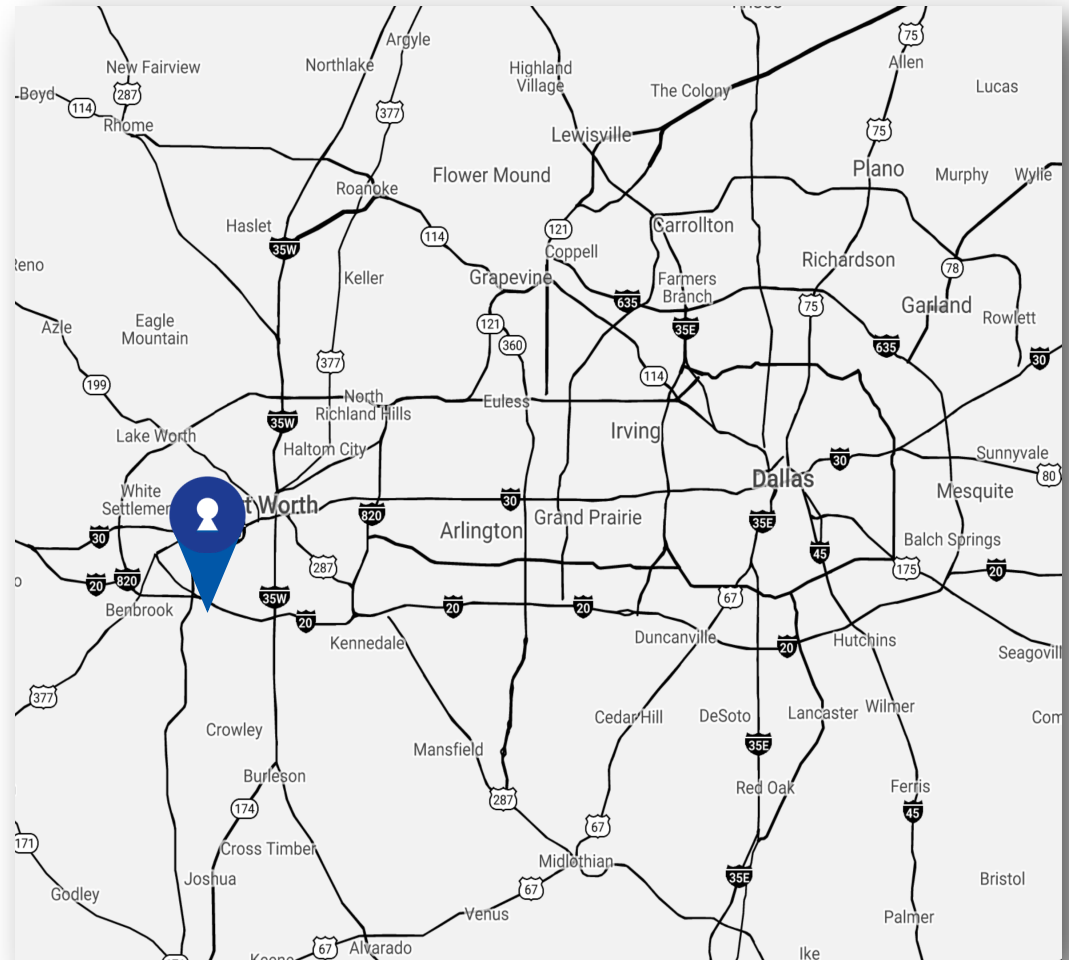 Argyle
75
New Fairview
Northlake
Highland
Village
Allen
Lucas
Boyd
114
287
377
The Colony
Rhome
Lewisville
75
Roanoke
Flower Mound
Plano
Murphy
Wylie
Haslet
35W
114
121
Carrollton
Coppell
Keller
Grapevine
Farmers
Branch
Richardson
78
635
75
Garland
Azle
Eagle
Mountain
121
35E
Rowlett
360
635
30
377
199
114
North
Richland Hills
Euless
35W
Lake Worth
Haltom City
Irving
30
Sunnyvale
80
Dallas
White
t Worth
30
Mesquite
820
Arlington
Grand Prairie
35E
30
45
Balch Springs
287
175
20
820
20
Benbrook
35W
20
20
20
67
Kennedale
Duncanville
20
Hutchins
377
Crowley
Cedar Hill
DeSoto
Lancaster
Wilmer
Mansfield
35E
Burleson
Red Oak
Ferris
174
287
45
67
171
Cross Timber
Midlothian
35E
Joshua
67
Bristol
Godley
Venus
Palmer
67
Alvarado
Ike